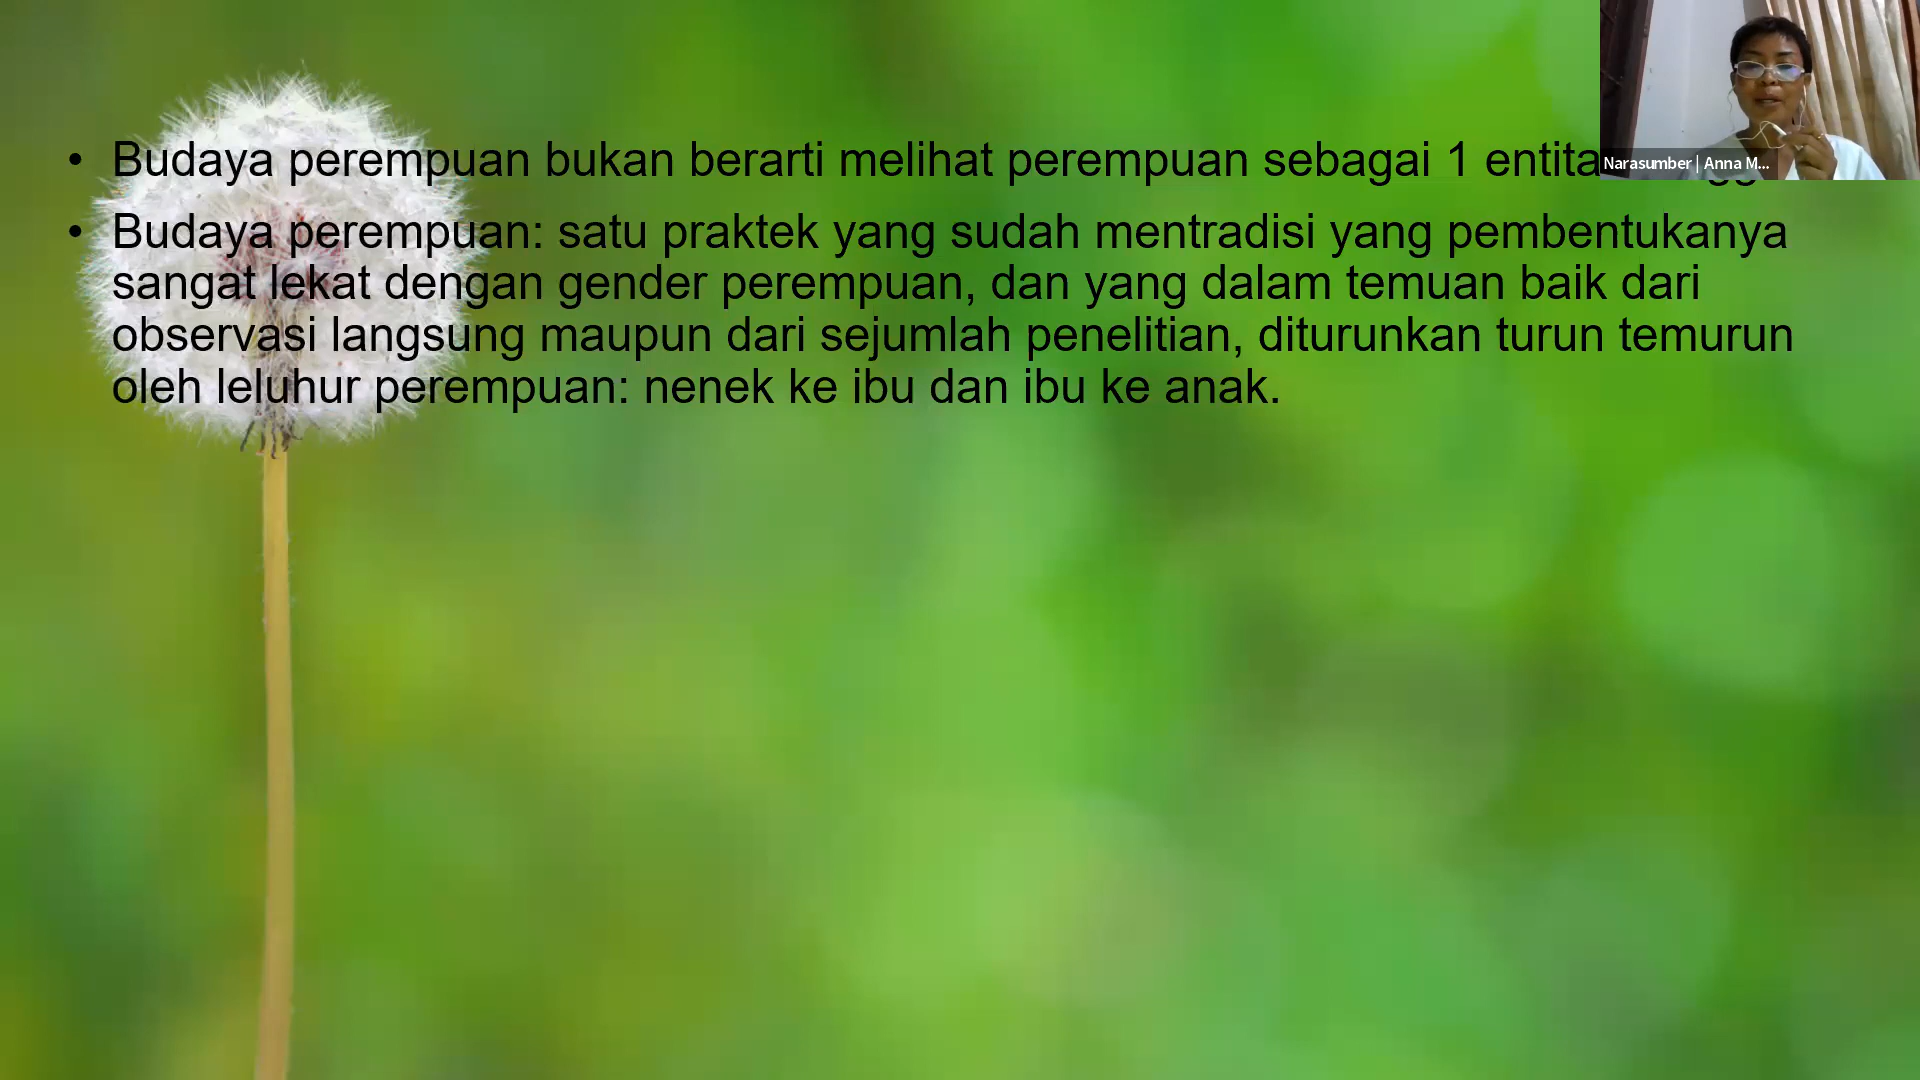 • Budaya perempuan bukan berarti melihat perempuan sebagai 1
• Budaya perempuan: satu praktek yang sudah mentradisi yang pembentukanya
sangat lekat dengan gender perempuan, dan yang dalam temuan baik dari
observasi langsung maupun dari sejumlah penelitian, diturunkan turun temurun
oleh leluhur perempuan: nenek ke ibu dan ibu ke anak.
Narasumber | Anna M...